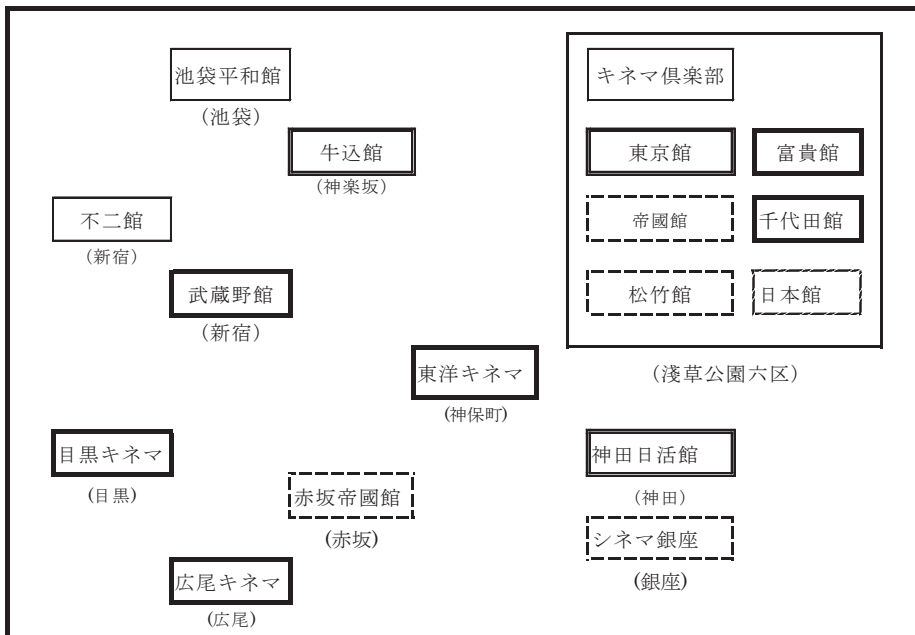 池袋平和館
(池袋)
牛込館
(神楽坂)
不二館
(新宿)
武蔵野館
(新宿)
東洋キネマ
(神保町)
目黒キネマ
(目黒)
赤坂帝國館
(赤坂)
広尾キネマ
(広尾)
キネマ倶楽部
東京館 富貴館
帝國館 千代田館
松竹館 日本館
(淺草公園六区)
神田日活館
(神田)
シネマ銀座
(銀座)